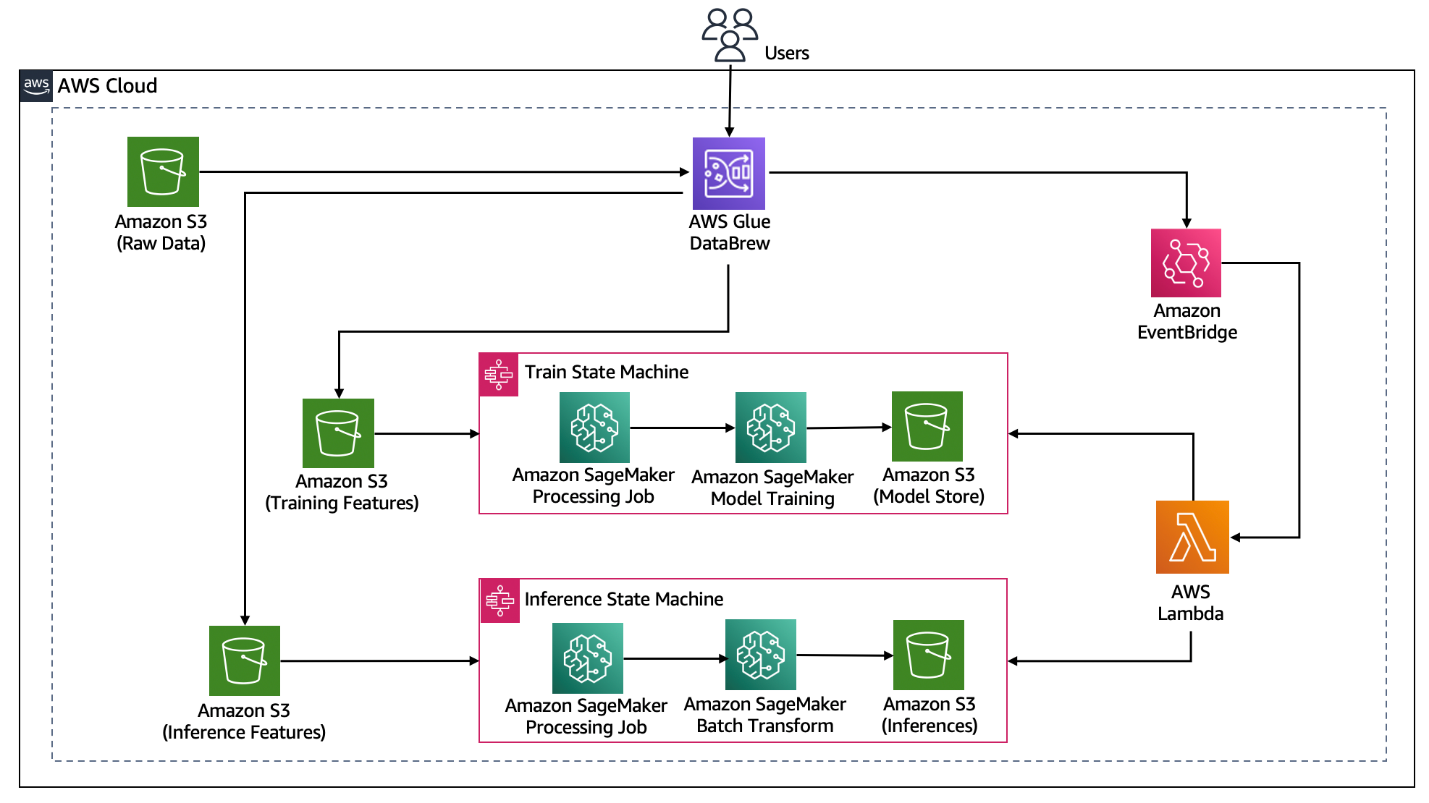 Users
aws
AWS Cloud
Amazon S3
(Raw Data)
AWS Glue
DataBrew
Amazon
EventBridge
Train State Machine
Amazon SageMaker
Processing Job
Amazon SageMaker
Model Training
Amazon S3
(Model Store)
Amazon S3
(Training Features)
AWS
Lambda
Inference State Machine
Amazon SageMaker
Processing Job
Amazon SageMaker
Batch Transform
Amazon S3
(Inferences)
Amazon S3
(Inference Features)